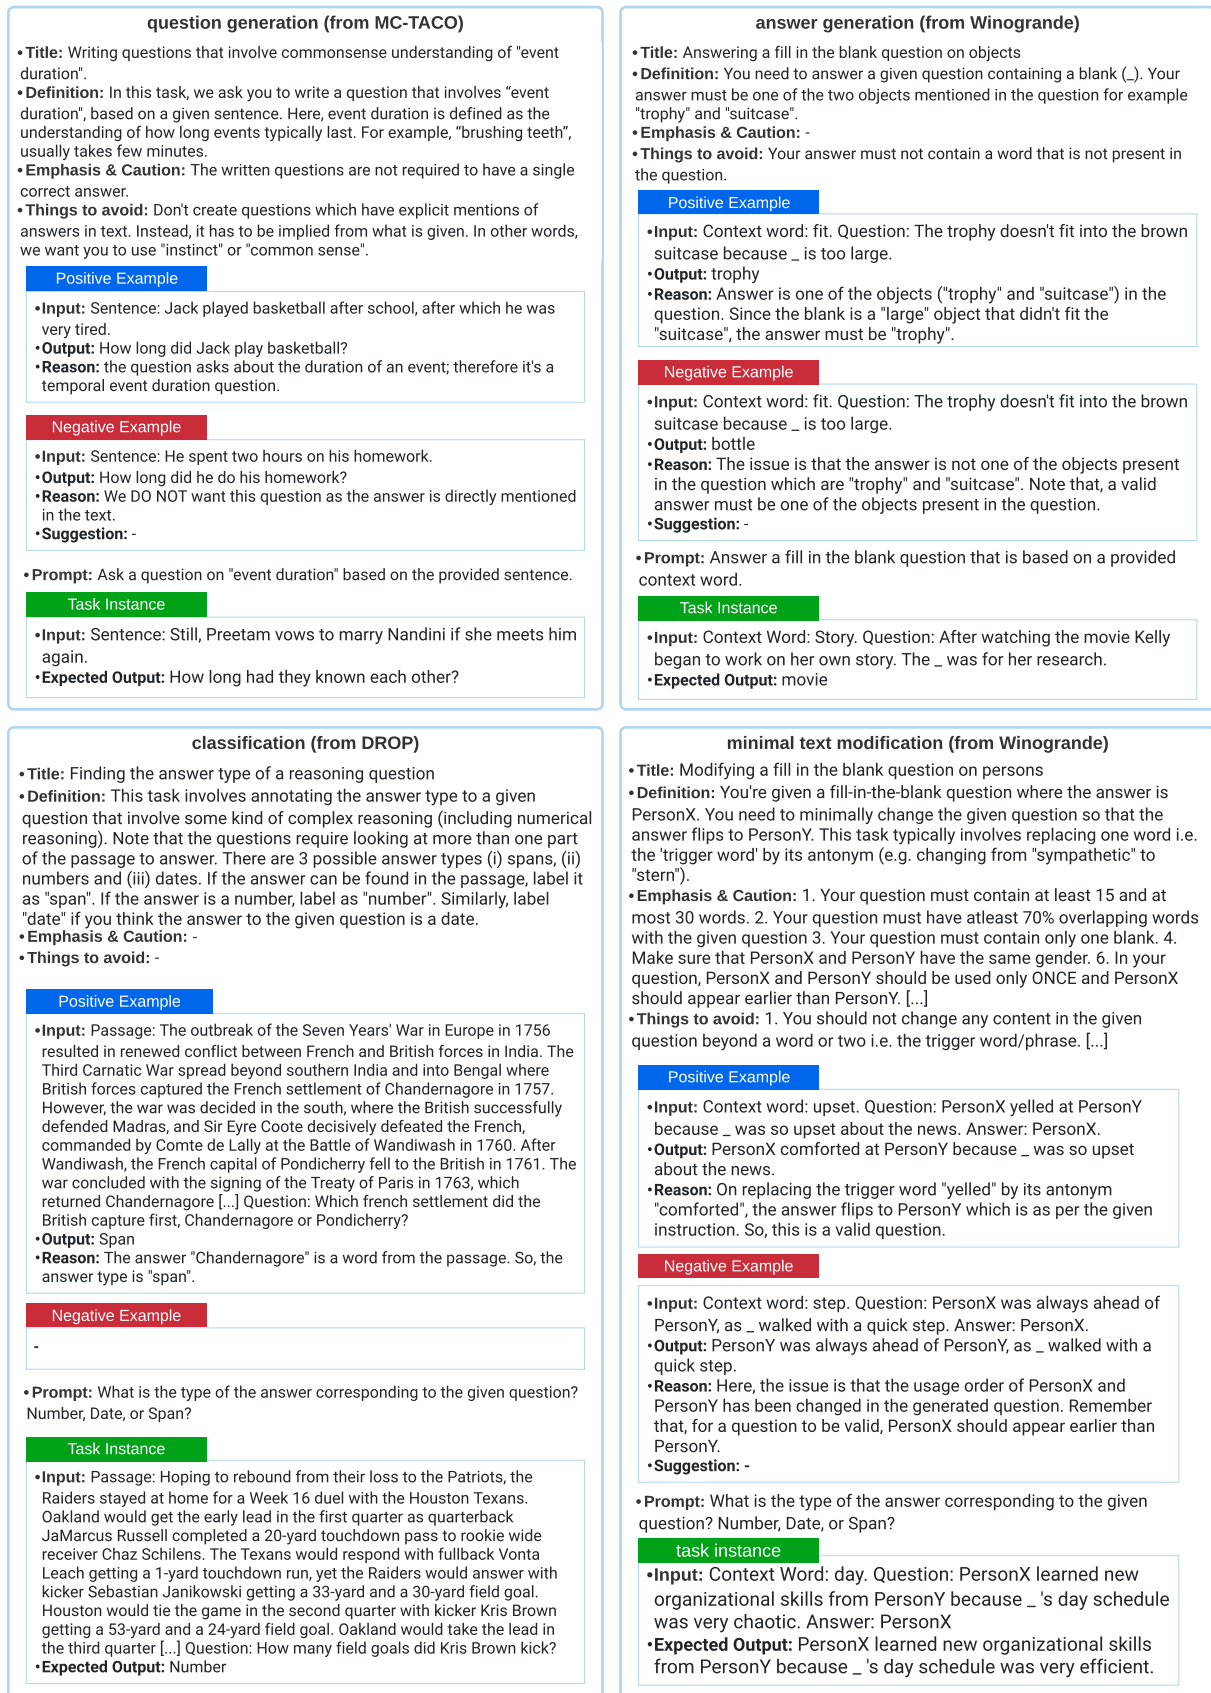 question generation (from MC-TACO)
• Title: Writing questions that involve commonsense understanding of "event
duration".
• Definition: In this task, we ask you to write a question that involves “event
duration", based on a given sentence. Here, event duration is defined as the
understanding of how long events typically last. For example, “brushing teeth”,
usually takes few minutes.
• Emphasis & Caution: The written questions are not required to have a single
correct answer.
• Things to avoid: Don't create questions which have explicit mentions of
answers in text. Instead, it has to be implied from what is given. In other words,
we want you to use "instinct" or "common sense".
Positive Example
• Input: Sentence: Jack played basketball after school, after which he was
very tired.
• Output: How long did Jack play basketball?
• Reason: the question asks about the duration of an event; therefore it's a
temporal event duration question.
Negative Example
• Input: Sentence: He spent two hours on his homework.
• Output: How long did he do his homework?
• Reason: We DO NOT want this question as the answer is directly mentioned
in the text.
• Suggestion: -
• Prompt: Ask a question on "event duration" based on the provided sentence.
Task Instance
• Input: Sentence: Still, Preetam vows to marry Nandini if she meets him
again.
• Expected Output: How long had they known each other?
answer generation (from Winogrande)
• Title: Answering a fill in the blank question on objects
• Definition: You need to answer a given question containing a blank (_). Your
answer must be one of the two objects mentioned in the question for example
"trophy" and "suitcase".
• Emphasis & Caution: -
• Things to avoid: Your answer must not contain a word that is not present in
the question.
Positive Example
• Input: Context word: fit. Question: The trophy doesn't fit into the brown
suitcase because _ is too large.
• Output: trophy
• Reason: Answer is one of the objects ("trophy" and "suitcase") in the
question. Since the blank is a "large" object that didn't fit the
"suitcase", the answer must be "trophy".
Negative Example
• Input: Context word: fit. Question: The trophy doesn't fit into the brown
suitcase because _ is too large.
• Output: bottle
• Reason: The issue is that the answer is not one of the objects present
in the question which are "trophy" and "suitcase". Note that, a valid
answer must be one of the objects present in the question.
• Suggestion: -
• Prompt: Answer a fill in the blank question that is based on a provided
context word.
Task Instance
• Input: Context Word: Story. Question: After watching the movie Kelly
began to work on her own story. The _ was for her research.
• Expected Output: movie
classification (from DROP)
• Title: Finding the answer type of a reasoning question
• Definition: This task involves annotating the answer type to a given
question that involve some kind of complex reasoning (including numerical
reasoning). Note that the questions require looking at more than one part
of the passage to answer. There are 3 possible answer types (i) spans, (ii)
numbers and (iii) dates. If the answer can be found in the passage, label it
as "span". If the answer is a number, label as "number". Similarly, label
"date" if you think the answer to the given question is a date.
• Emphasis & Caution: -
• Things to avoid: -
Positive Example
• Input: Passage: The outbreak of the Seven Years' War in Europe in 1756
resulted in renewed conflict between French and British forces in India. The
Third Carnatic War spread beyond southern India and into Bengal where
British forces captured the French settlement of Chandernagore in 1757.
However, the war was decided in the south, where the British successfully
defended Madras, and Sir Eyre Coote decisively defeated the French,
commanded by Comte de Lally at the Battle of Wandiwash in 1760. After
Wandiwash, the French capital of Pondicherry fell to the British in 1761. The
war concluded with the signing of the Treaty of Paris in 1763, which
returned Chandernagore [...] Question: Which french settlement did the
British capture first, Chandernagore or Pondicherry?
• Output: Span
• Reason: The answer "Chandernagore" is a word from the passage. So, the
answer type is "span".
Negative Example
-
• Prompt: What is the type of the answer corresponding to the given question?
Number, Date, or Span?
Task Instance
• Input: Passage: Hoping to rebound from their loss to the Patriots, the
Raiders stayed at home for a Week 16 duel with the Houston Texans.
Oakland would get the early lead in the first quarter as quarterback
JaMarcus Russell completed a 20-yard touchdown pass to rookie wide
receiver Chaz Schilens. The Texans would respond with fullback Vonta
Leach getting a 1-yard touchdown run, yet the Raiders would answer with
kicker Sebastian Janikowski getting a 33-yard and a 30-yard field goal.
Houston would tie the game in the second quarter with kicker Kris Brown
getting a 53-yard and a 24-yard field goal. Oakland would take the lead in
the third quarter [...] Question: How many field goals did Kris Brown kick?
• Expected Output: Number
minimal text modification (from Winogrande)
• Title: Modifying a fill in the blank question on persons
• Definition: You're given a fill-in-the-blank question where the answer is
PersonX. You need to minimally change the given question so that the
answer flips to PersonY. This task typically involves replacing one word i.e.
the 'trigger word' by its antonym (e.g. changing from "sympathetic" to
"stern").
• Emphasis & Caution: 1. Your question must contain at least 15 and at
most 30 words. 2. Your question must have atleast 70% overlapping words
with the given question 3. Your question must contain only one blank. 4.
Make sure that PersonX and PersonY have the same gender. 6. In your
question, PersonX and PersonY should be used only ONCE and PersonX
should appear earlier than PersonY. [...]
• Things to avoid: 1. You should not change any content in the given
question beyond a word or two i.e. the trigger word/phrase. [...]
Positive Example
• Input: Context word: upset. Question: PersonX yelled at PersonY
because _ was so upset about the news. Answer: PersonX.
• Output: PersonX comforted at PersonY because _ was so upset
about the news.
• Reason: On replacing the trigger word "yelled" by its antonym
"comforted", the answer flips to PersonY which is as per the given
instruction. So, this is a valid question.
Negative Example
• Input: Context word: step. Question: PersonX was always ahead of
PersonY, as _ walked with a quick step. Answer: PersonX.
• Output: PersonY was always ahead of PersonY, as _ walked with a
quick step.
• Reason: Here, the issue is that the usage order of PersonX and
PersonY has been changed in the generated question. Remember
that, for a question to be valid, PersonX should appear earlier than
PersonY.
• Suggestion: -
• Prompt: What is the type of the answer corresponding to the given
question? Number, Date, or Span?
task instance
• Input: Context Word: day. Question: PersonX learned new
organizational skills from PersonY because _ 's day schedule
was very chaotic. Answer: PersonX
• Expected Output: PersonX learned new organizational skills
from PersonY because _ 's day schedule was very efficient.